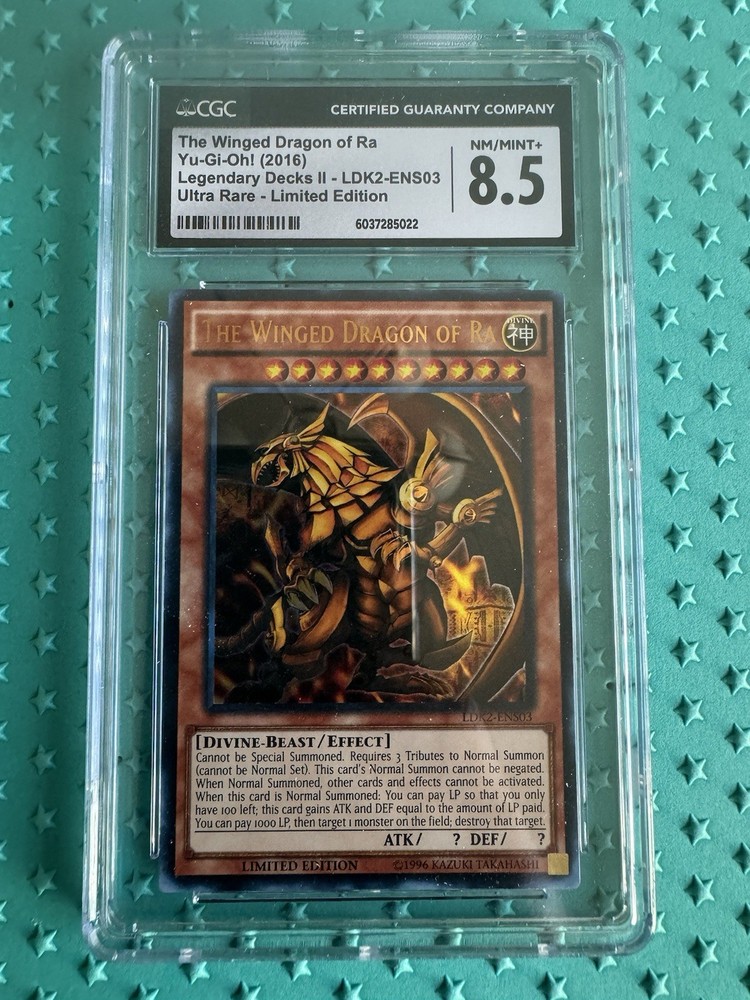 CGC CERTIFIED GUARANTY COMPANY
The Winged Dragon of Ra
Yu-Gi-Oh! (2016)
Legendary Decks II - LDK2-ENS03
Ultra Rare - Limited Edition
NM/MINT+
8.5
6037285022
THE WINGED DRAGON OF RA
DIVINE
神
LDK2-ENS03
[DIVINE-BEAST/EFFECT]
Cannot be Special Summoned. Requires 3 Tributes to Normal Summon
(cannot be Normal Set). This card's Normal Summon cannot be negated.
When Normal Summoned, other cards and effects cannot be activated.
When this card is Normal Summoned: You can pay LP so that you only
have 100 left; this card gains ATK and DEF equal to the amount of LP paid.
You can pay 1000 LP, then target 1 monster on the field; destroy that target.
ATK/ ? DEF/ ?
LIMITED EDITION ©1996 KAZUKI TAKAHASHI